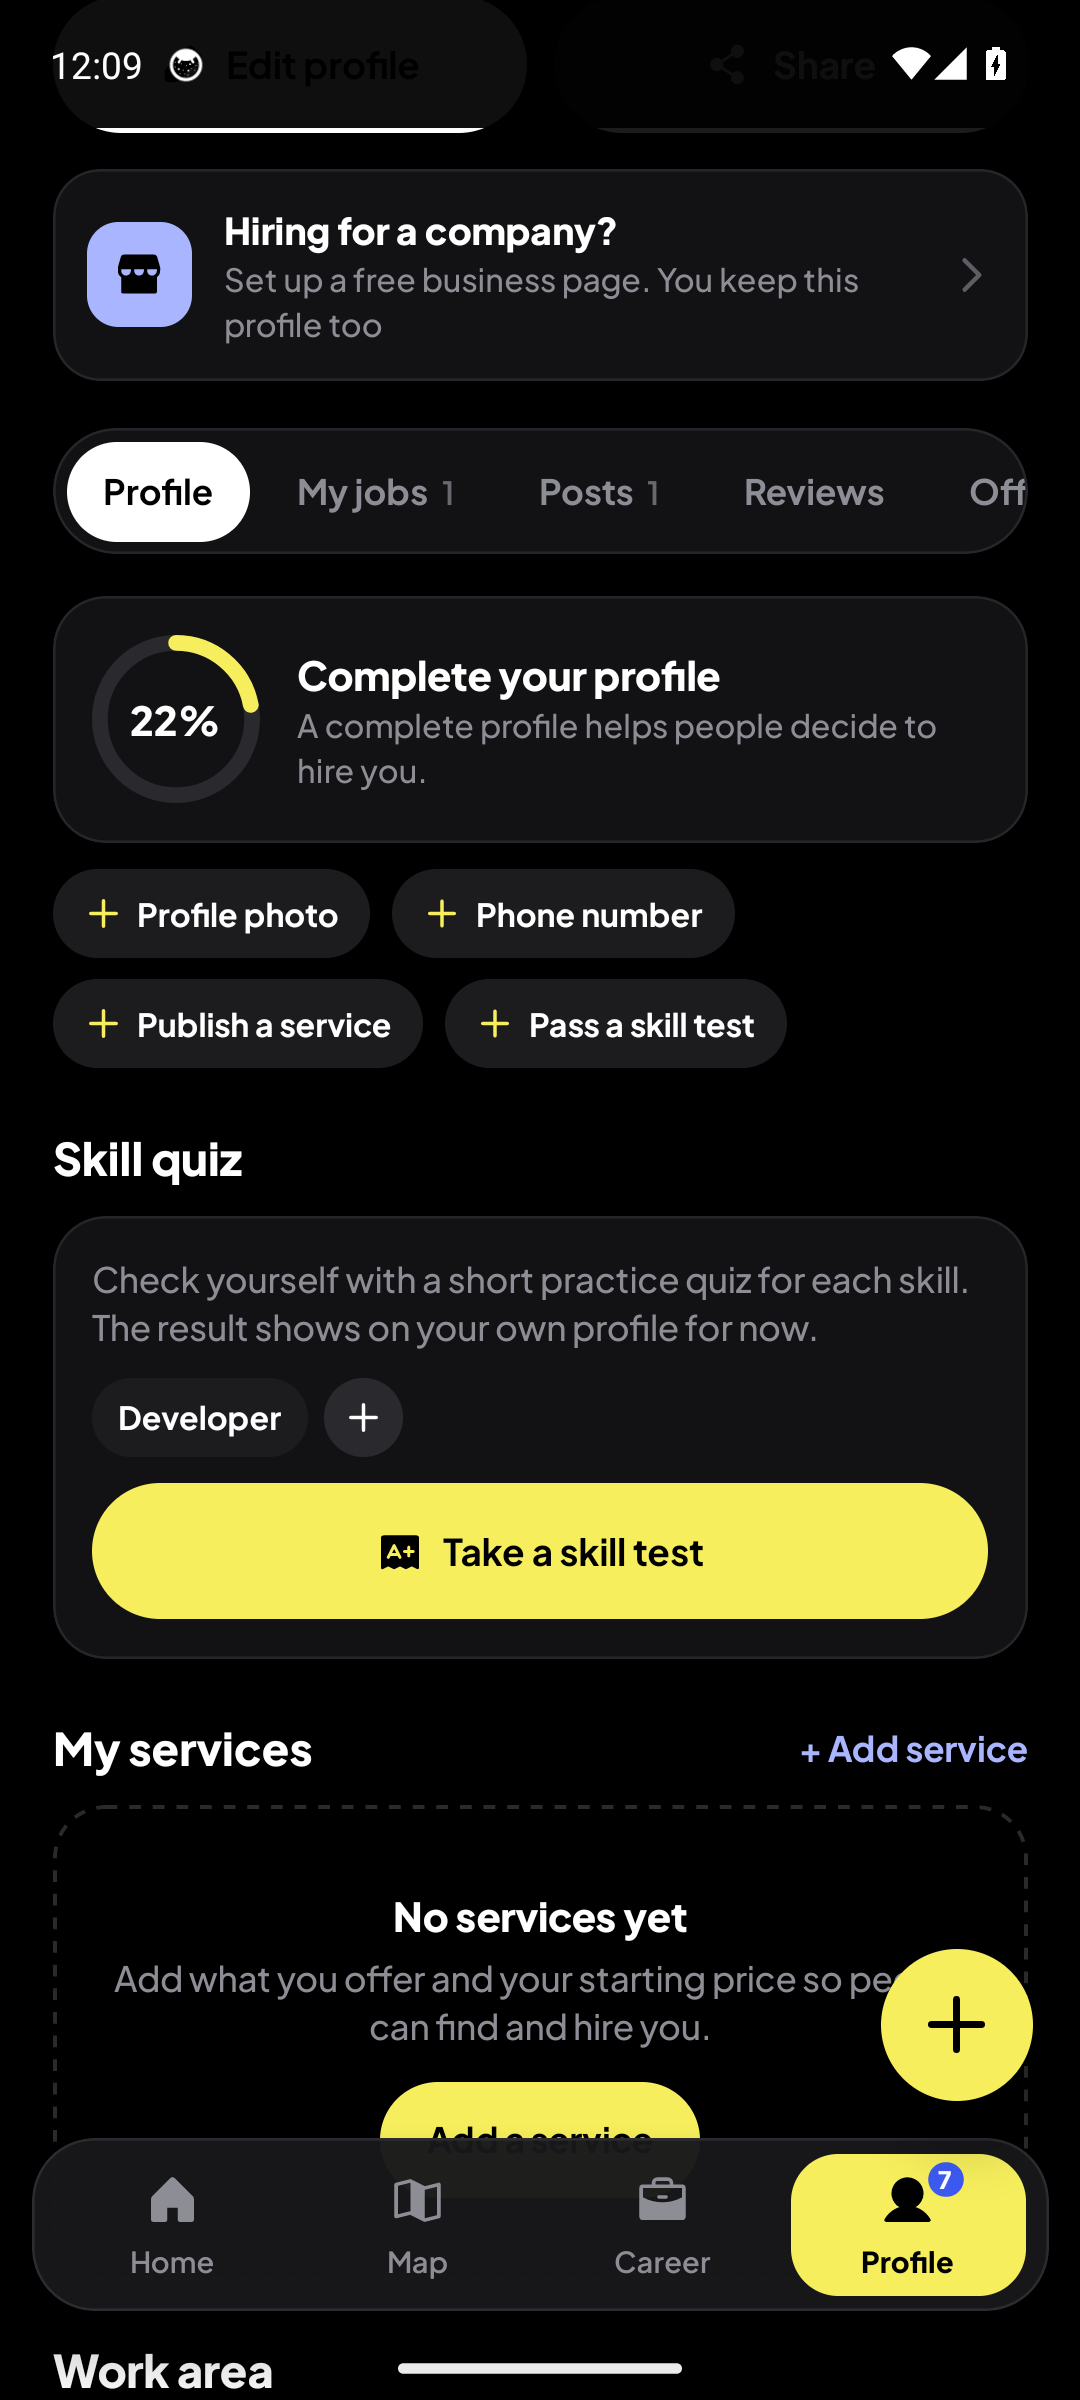 12:09
Edit profile
Share
Hiring for a company?
Set up a free business page. You keep this
profile too
Profile
My jobs 1
Posts 1
Reviews
Off
22%
Complete your profile
A complete profile helps people decide to
hire you.
Profile photo
Phone number
Publish a service
Pass a skill test
Skill quiz
Check yourself with a short practice quiz for each skill.
The result shows on your own profile for now.
Developer
A+ Take a skill test
My services
+ Add service
No services yet
Add what you offer and your starting price so peo
can find and hire you.
Add a service
Home
Map
Career
7
Profile
Work area